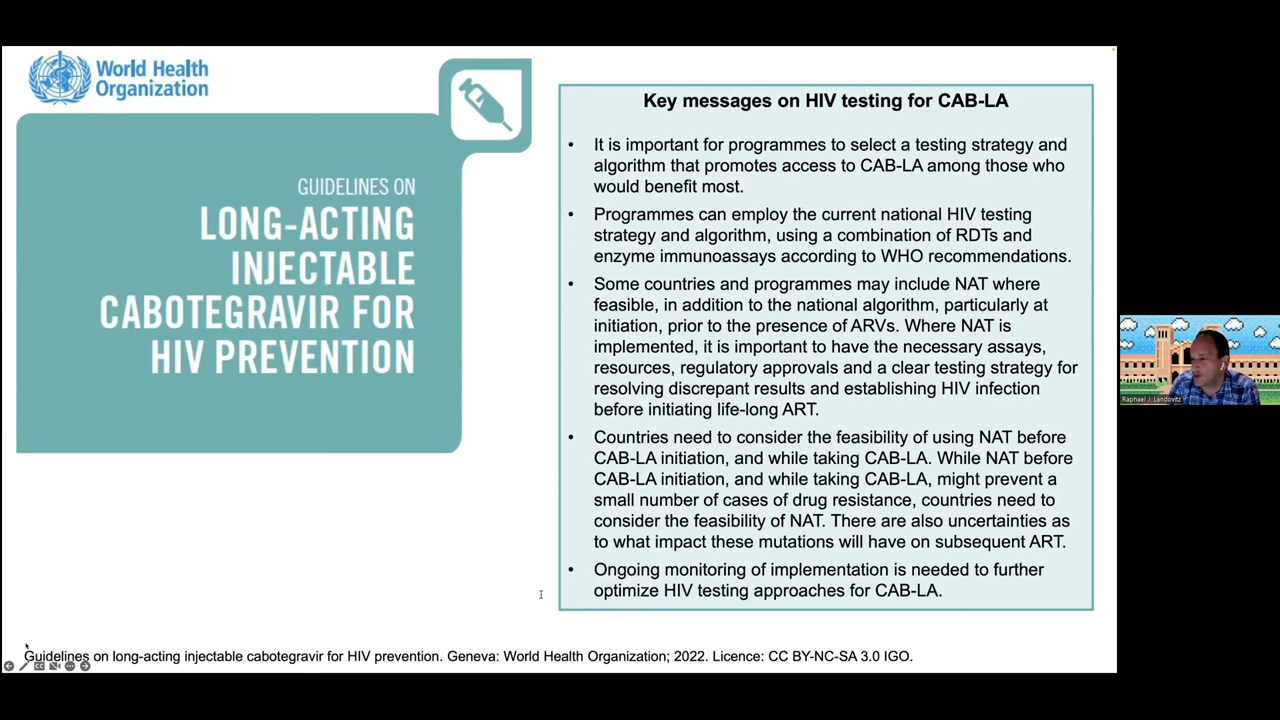 World Health
Organization
GUIDELINES ON
LONG-ACTING
INJECTABLE
CABOTEGRAVIR FOR
HIV PREVENTION
Key messages on HIV testing for CAB-LA
• It is important for programmes to select a testing strategy and
algorithm that promotes access to CAB-LA among those who
would benefit most.
• Programmes can employ the current national HIV testing
strategy and algorithm, using a combination of RDTs and
enzyme immunoassays according to WHO recommendations.
• Some countries and programmes may include NAT where
feasible, in addition to the national algorithm, particularly at
initiation, prior to the presence of ARVs. Where NAT is
implemented, it is important to have the necessary assays,
resources, regulatory approvals and a clear testing strategy for
resolving discrepant results and establishing HIV infection
before initiating life-long ART.
• Countries need to consider the feasibility of using NAT before
CAB-LA initiation, and while taking CAB-LA. While NAT before
CAB-LA initiation, and while taking CAB-LA, might prevent a
small number of cases of drug resistance, countries need to
consider the feasibility of NAT. There are also uncertainties as
to what impact these mutations will have on subsequent ART.
• Ongoing monitoring of implementation is needed to further
optimize HIV testing approaches for CAB-LA.
Raphael J. Landovitz
Guidelines on long-acting injectable cabotegravir for HIV prevention. Geneva: World Health Organization; 2022. Licence: CC BY-NC-SA 3.0 IGO.